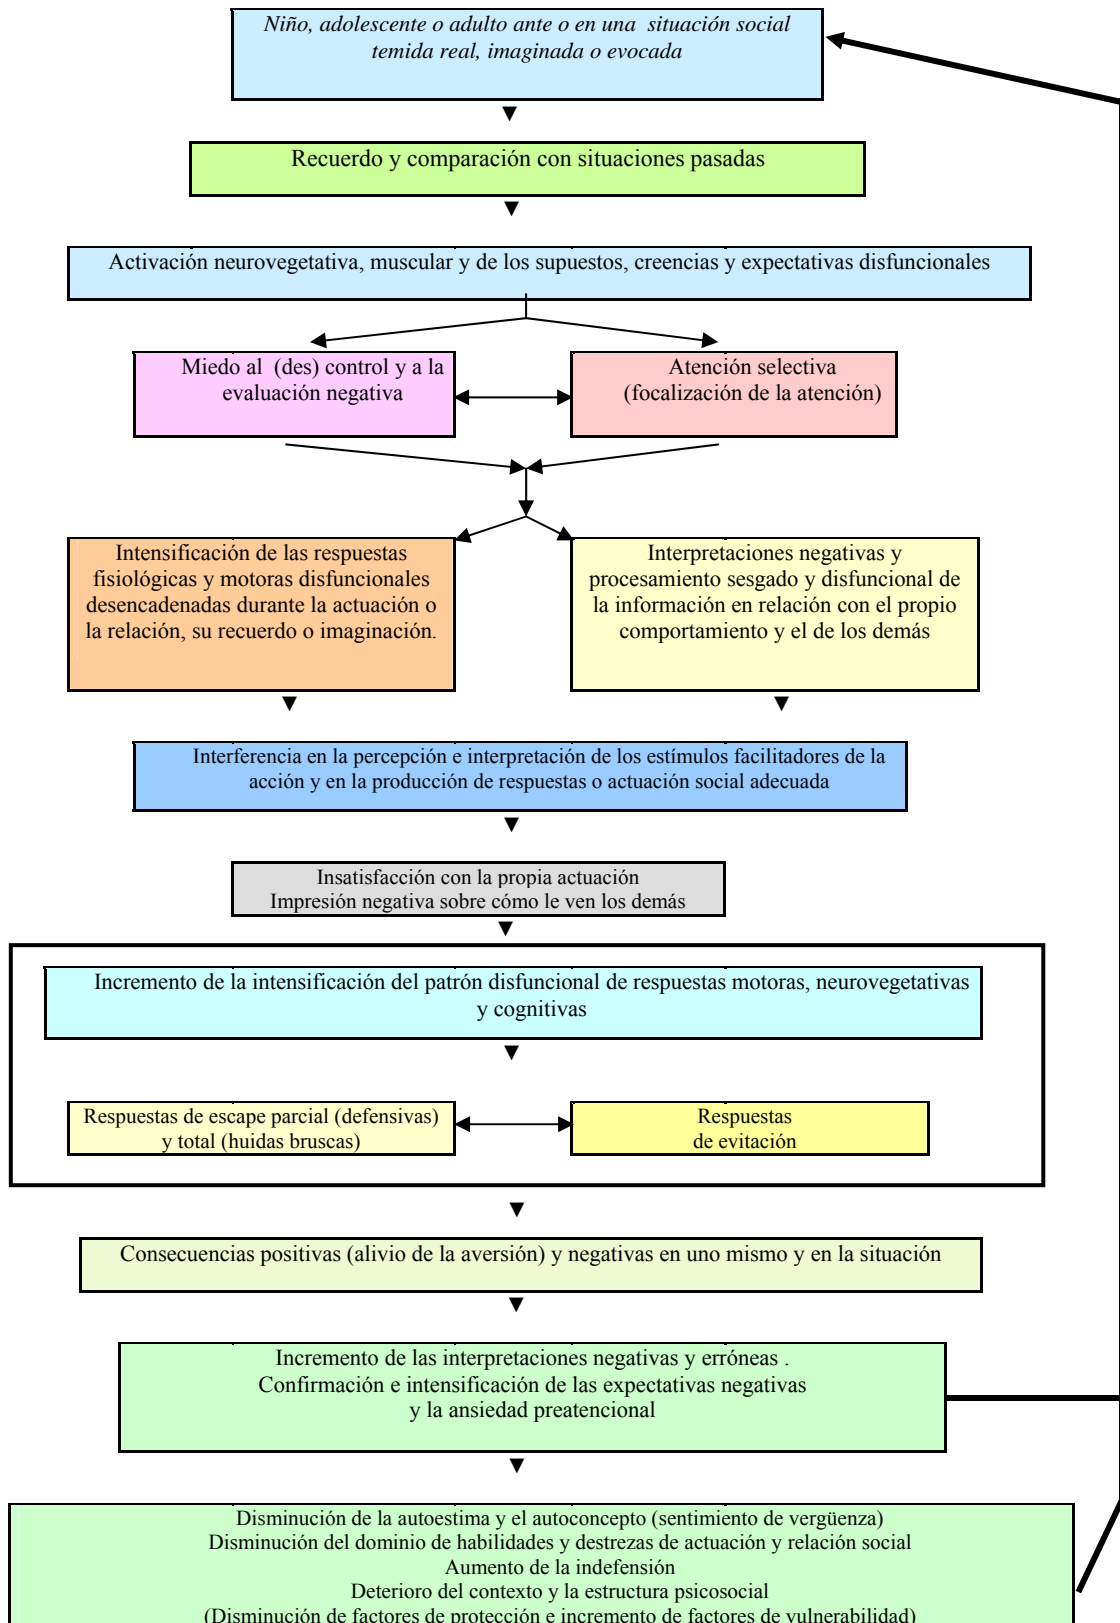 Niño, adolescente o adulto ante o en una situación social
temida real, imaginada o evocada
Recuerdo y comparación con situaciones pasadas
Activación neurovegetativa, muscular y de los supuestos, creencias y expectativas disfuncionales
Miedo al (des) control y a la
evaluación negativa
Atención selectiva
(focalización de la atención)
Intensificación de las respuestas
fisiológicas y motoras disfuncionales
desencadenadas durante la actuación o
la relación, su recuerdo o imaginación.
Interpretaciones negativas y
procesamiento sesgado y disfuncional de
la información en relación con el propio
comportamiento y el de los demás
Interferencia en la percepción e interpretación de los estímulos facilitadores de la
acción y en la producción de respuestas o actuación social adecuada
Insatisfacción con la propia actuación
Impresión negativa sobre cómo le ven los demás
Incremento de la intensificación del patrón disfuncional de respuestas motoras, neurovegetativas
y cognitivas
Respuestas de escape parcial (defensivas)
y total (huidas bruscas)
Respuestas
de evitación
Consecuencias positivas (alivio de la aversión) y negativas en uno mismo y en la situación
Incremento de las interpretaciones negativas y erróneas .
Confirmación e intensificación de las expectativas negativas
y la ansiedad preatencional
Disminución de la autoestima y el autoconcepto (sentimiento de vergüenza)
Disminución del dominio de habilidades y destrezas de actuación y relación social
Aumento de la indefensión
Deterioro del contexto y la estructura psicosocial
(Disminución de factores de protección e incremento de factores de vulnerabilidad)